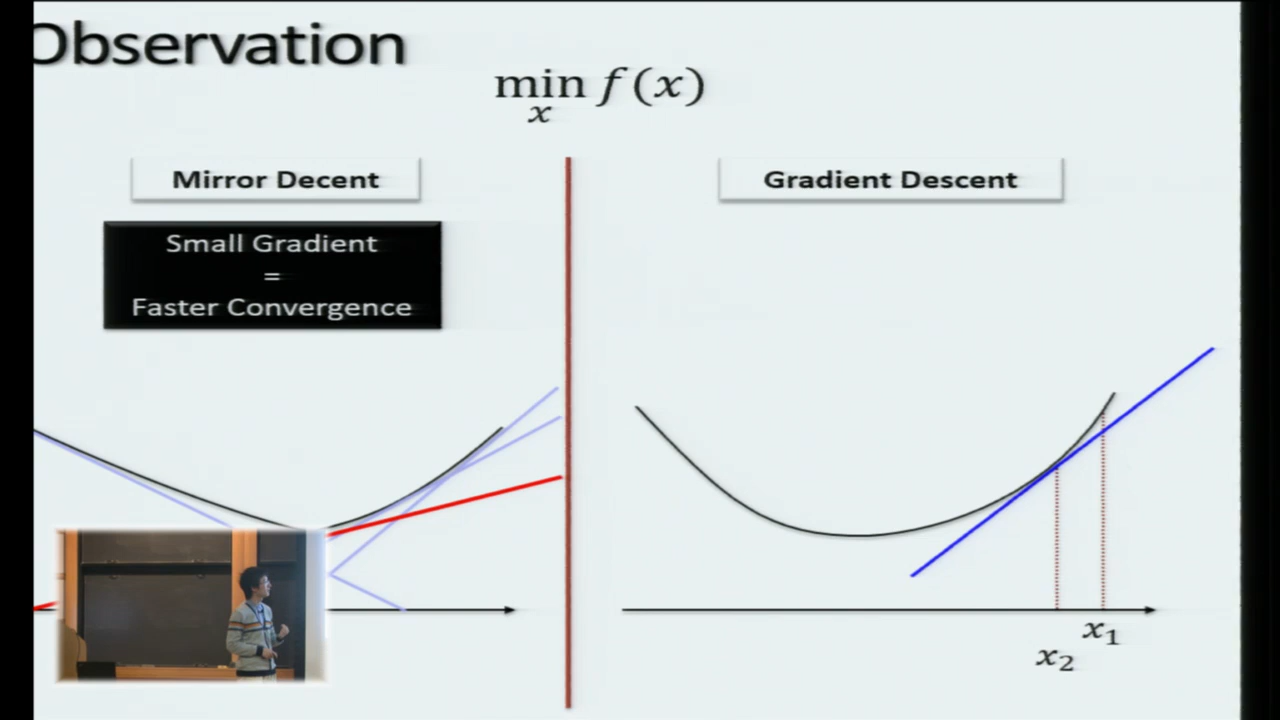 Observation
min f(x)
x
Mirror Decent
Small Gradient
=
Faster Convergence
Gradient Descent
x₁
x₂